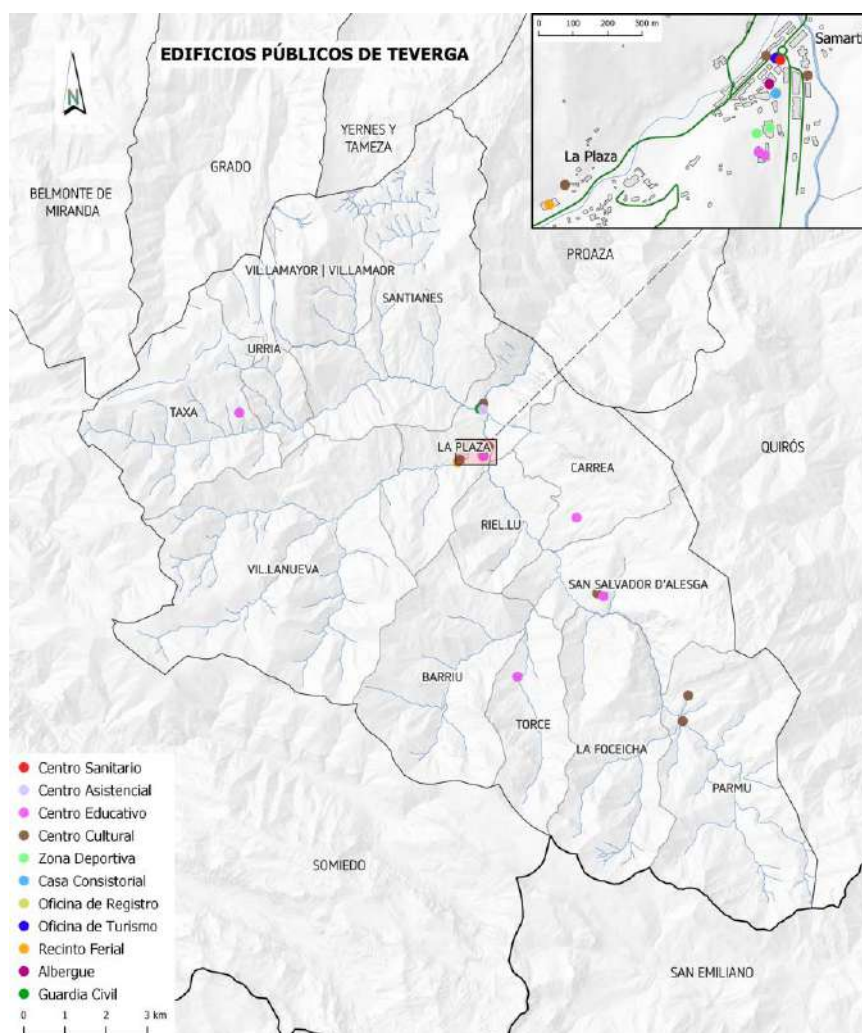 EDIFICIOS PÚBLICOS DE TEVERGA
N
0 100 200 300 m
Samartí
La Plaza
YERNES Y
TAMEZA
GRADO
BELMONTE DE
MIRANDA
PROAZA
VIL.LAMAYOR | VIL.LAMAOR
SANTIANES
URRIA
TAXA
LA PLAZA
CARREA
QUIRÓS
RIEL.LU
VIL.LANUEVA
SAN SALVADOR D'ALESGA
BARRIU
TORCE
LA FOCEICHA
PARMU
SOMIEDO
SAN EMILIANO
Centro Sanitario
Centro Asistencial
Centro Educativo
Centro Cultural
Zona Deportiva
Casa Consistorial
Oficina de Registro
Oficina de Turismo
Recinto Ferial
Albergue
Guardia Civil
0 1 2 3 km